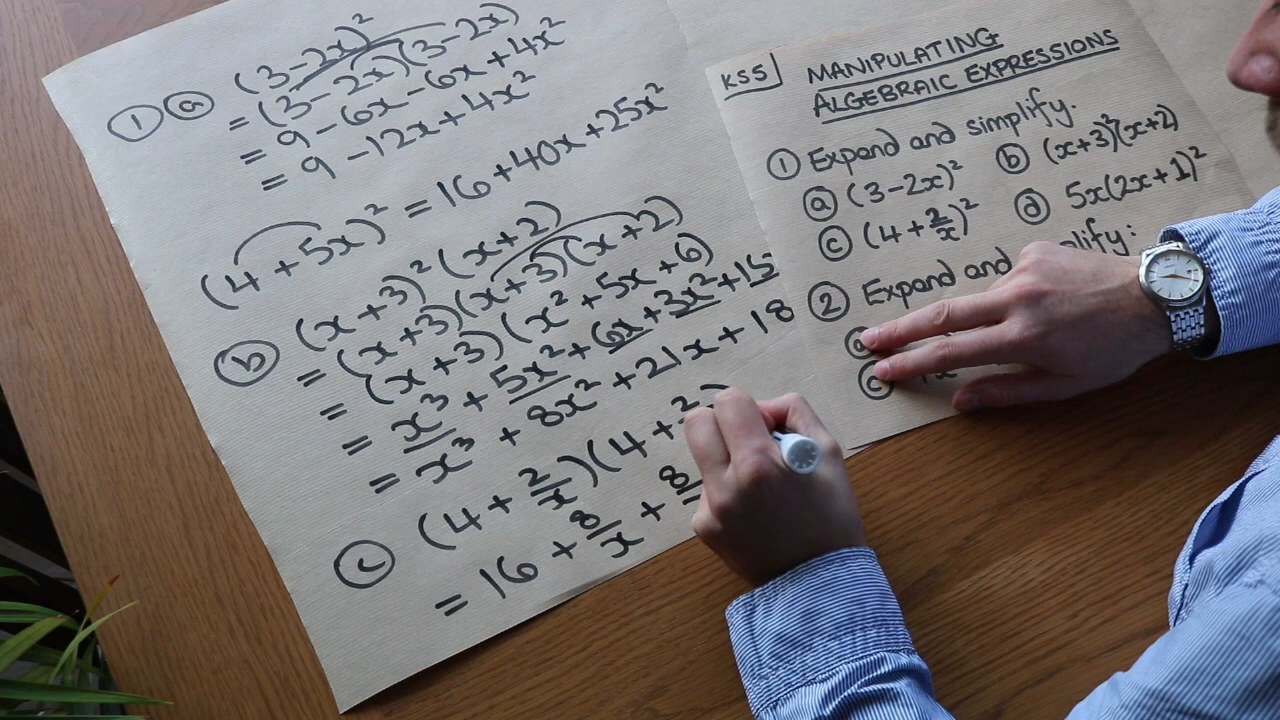 ① ⓐ (3-2x)²
= (3-2x)(3-2x)
= 9-6x-6x+4x²
= 9-12x+4x²
(4+5x)² = 16+40x+25x²
ⓑ (x+3)²(x+2)
= (x+3)(x+3)(x+2)
= (x+3)(x²+5x+6)
= x³+5x²+6x+3x²+15
= x³+8x²+21x+18
ⓒ (4+2/x)(4+2
= 16+8/x+8
KS5
MANIPULATING
ALGEBRAIC EXPRESSIONS
① Expand and simplify.
ⓐ (3-2x)² ⓑ (x+3)²(x+2)
ⓒ (4+2/x)² ⓓ 5x(2x+1)²
② Expand and plify:
ⓐ
ⓒ